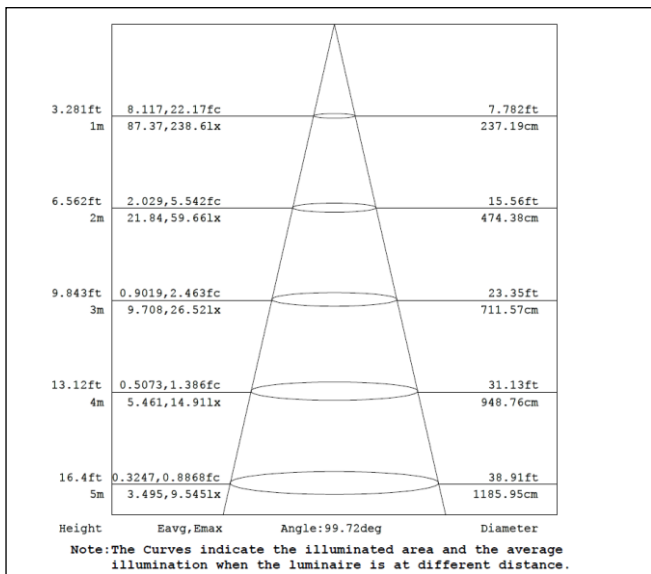 3.281ft 8.117,22.17fc 7.782ft
1m 87.37,238.6lx 237.19cm
6.562ft 2.029,5.542fc 15.56ft
2m 21.84,59.66lx 474.38cm
9.843ft 0.9019,2.463fc 23.35ft
3m 9.708,26.52lx 711.57cm
13.12ft 0.5073,1.386fc 31.13ft
4m 5.461,14.91lx 948.76cm
16.4ft 0.3247,0.8868fc 38.91ft
5m 3.495,9.545lx 1185.95cm
Height Eavg,Emax Angle:99.72deg Diameter
Note:The Curves indicate the illuminated area and the average
illumination when the luminaire is at different distance.